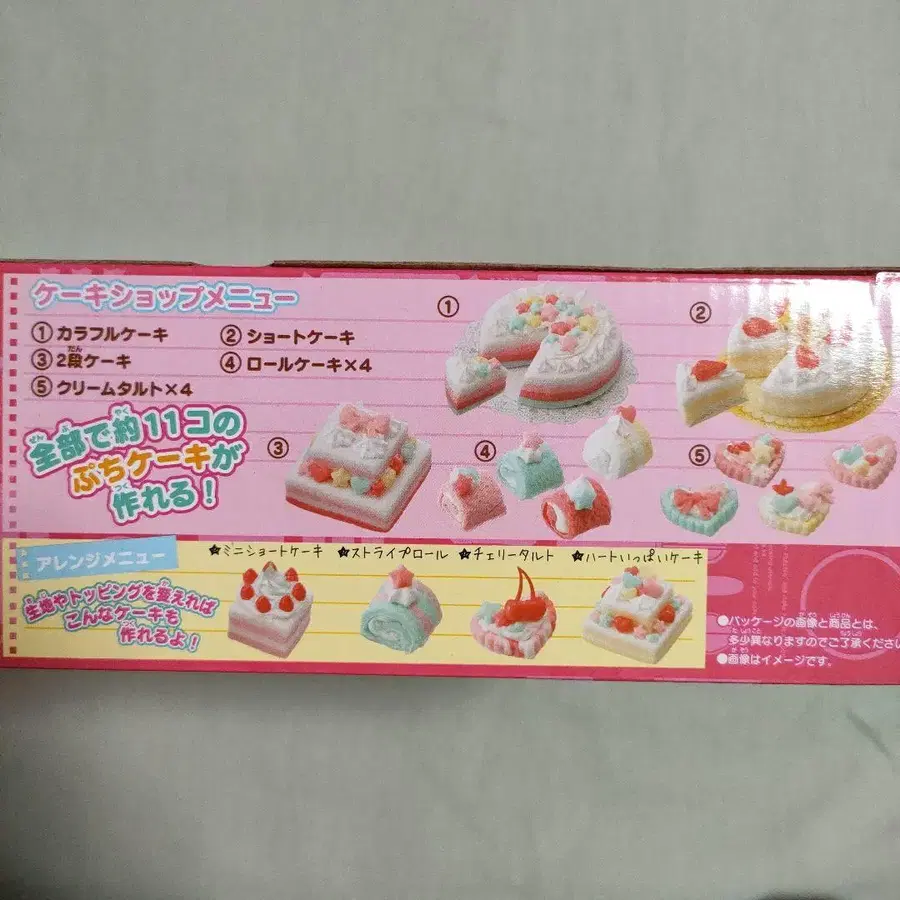 ケーキショップメニュー
①カラフルケーキ ②ショートケーキ
③2段ケーキ ④ロールケーキ×4
⑤クリームタルト×4
全部で約11コの
ぷちケーキが
作れる!
①
②
③
④
⑤
アレンジメニュー
★ミニショートケーキ ★ストライプロール ★チェリータルト ★ハートいっぱいケーキ
生地やトッピングを変えれば
こんなケーキも
作れるよ!
●パッケージの画像と商品とは、
多少異なりますのでご了承ください
●画像はイメージです。